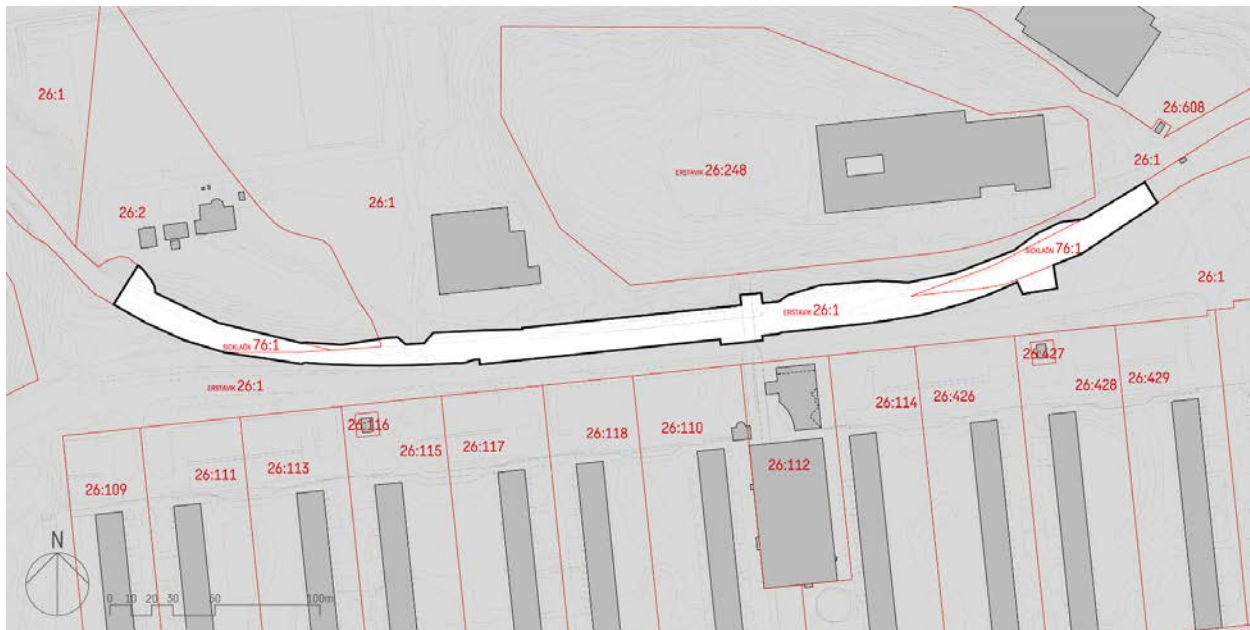 26:1
26:608
26:1
ERSTAVIK 26:248
26:2
26:1
SICKLAÖN 76:1
26:1
ERSTAVIK 26:1
SICKLAÖN 76:1
26:427
ERSTAVIK 26:1
26:428
26:429
26:116
26:114
26:426
26:110
26:118
26:115
26:117
26:112
26:111
26:113
26:109
N
0 10 20 30 50 100m